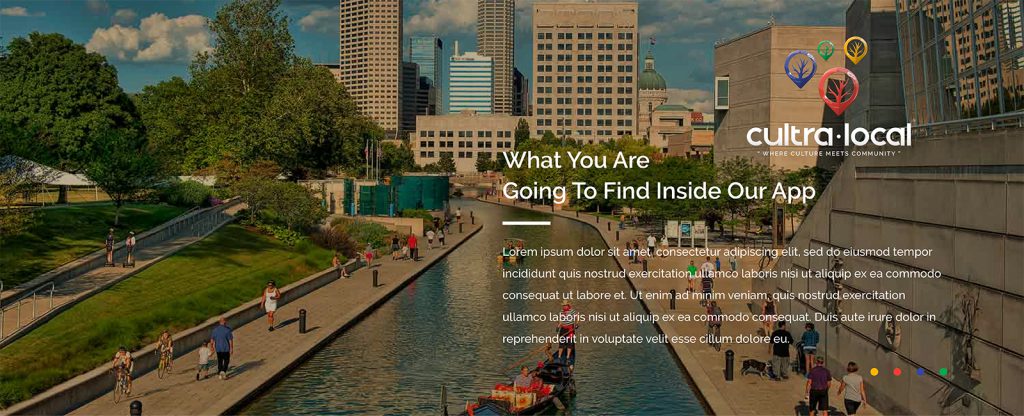 cultra·local
" WHERE CULTURE MEETS COMMUNITY "
What You Are
Going To Find Inside Our App
Lorem ipsum dolor sit amet, consectetur adipiscing elit, sed do eiusmod tempor
incididunt quis nostrud exercitation ullamco laboris nisi ut aliquip ex ea commodo
consequat ut labore et. Ut enim ad minim veniam, quis nostrud exercitation
ullamco laboris nisi ut aliquip ex ea commodo consequat. Duis aute irure dolor in
reprehenderit in voluptate velit esse cillum dolore eu.